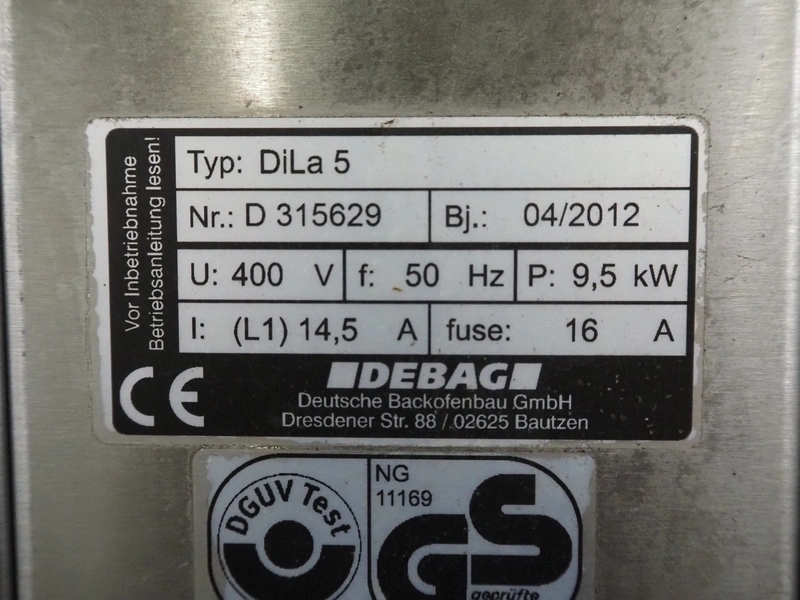 Vor Inbetriebnahme
Betriebsanleitung lesen!
Typ: DiLa 5
Nr.: D 315629 Bj.: 04/2012
U: 400 V f: 50 Hz P: 9,5 kW
I: (L1) 14,5 A fuse: 16 A
CE
DEBAG
Deutsche Backofenbau GmbH
Dresdener Str. 88 / 02625 Bautzen
DGUV Test
NG
11169
GS
geprüfte